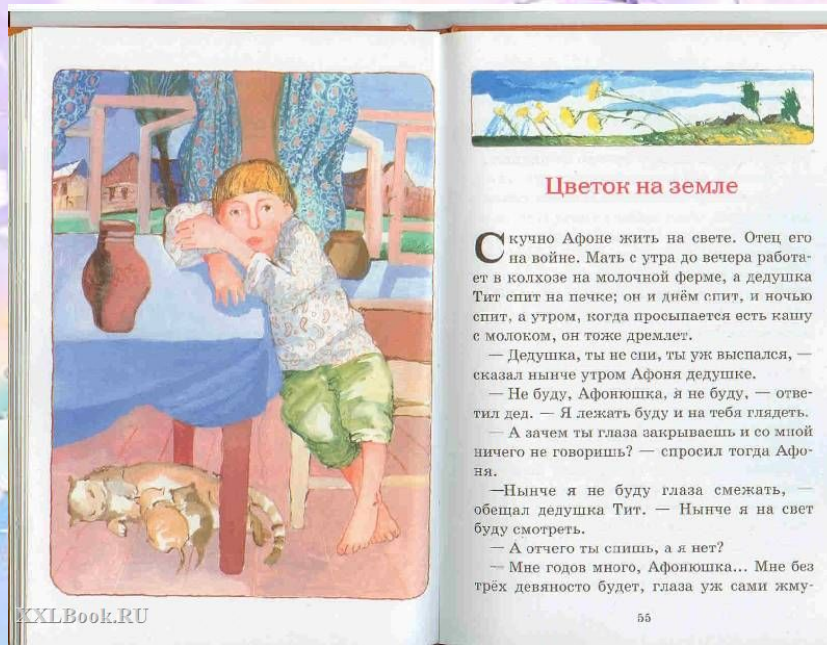 Цветок на земле
Скучно Афоне жить на свете. Отец его
на войне. Мать с утра до вечера работа-
ет в колхозе на молочной ферме, а дедушка
Тит спит на печке; он и днём спит, и ночью
спит, а утром, когда просыпается есть кашу
с молоком, он тоже дремлет.
— Дедушка, ты не спи, ты уж выспался, —
сказал нынче утром Афоня дедушке.
— Не буду, Афонюшка, я не буду, — отве-
тил дед. — Я лежать буду и на тебя глядеть.
— А зачем ты глаза закрываешь и со мной
ничего не говоришь? — спросил тогда Афо-
ня.
—Нынче я не буду глаза смежать, —
обещал дедушка Тит. — Нынче я на свет
буду смотреть.
— А отчего ты спишь, а я нет?
— Мне годов много, Афонюшка... Мне без
трёх девяносто будет, глаза уж сами жму-
55
XXLBook.RU